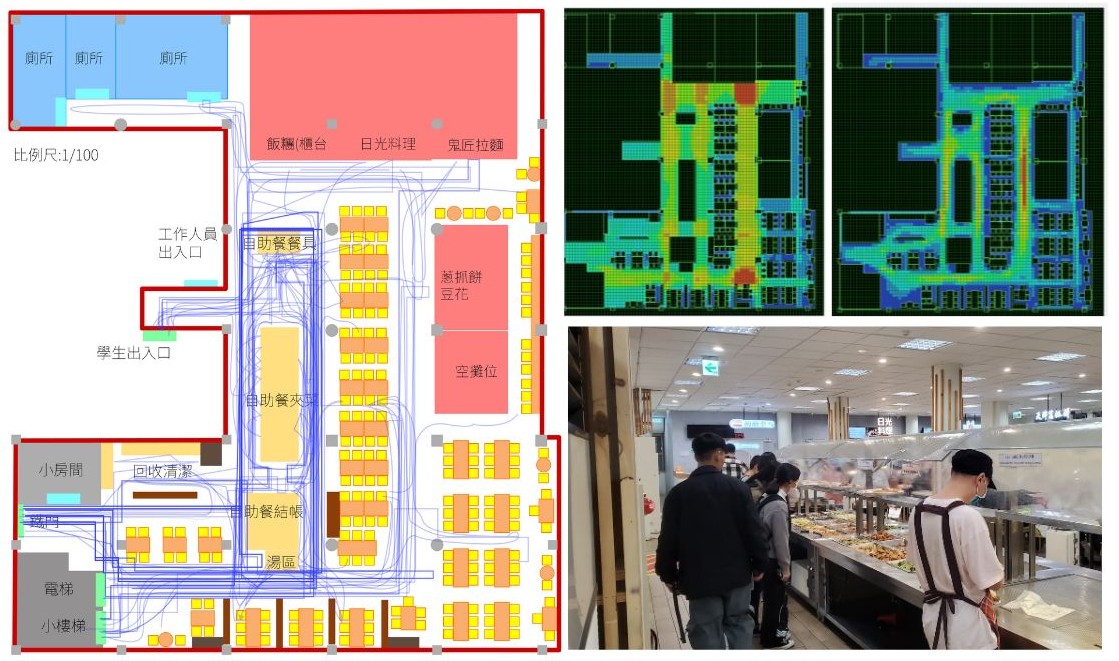 廁所
廁所
廁所
飯糰(櫃台
日光料理
鬼匠拉麵
比例尺:1/100
工作人員
出入口
自助餐餐具
蔥抓餅
豆花
學生出入口
空攤位
自助餐夾菜
小房間
回收清潔
鐵門
自助餐結帳
湯區
電梯
小樓梯
日光
料理